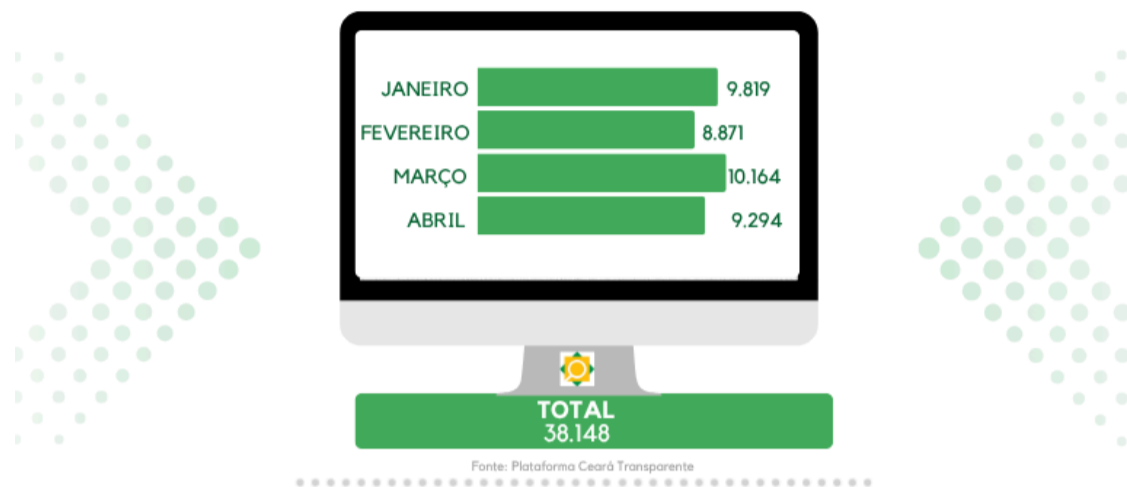 JANEIRO 9.819
FEVEREIRO 8.871
MARÇO 10.164
ABRIL 9.294
TOTAL
38.148
Fonte: Plataforma Ceará Transparente